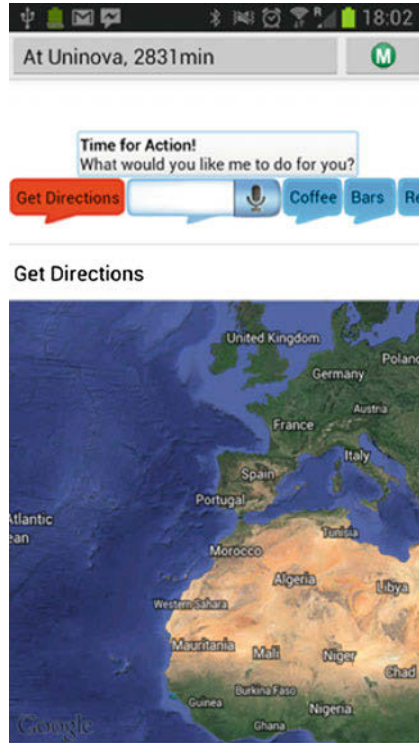 18:02
At Uninova, 2831min
M
Time for Action!
What would you like me to do for you?
Get Directions
Coffee
Bars
Re
Get Directions
United Kingdom
Poland
Germany
Austria
France
Italy
Spain
Portugal
Atlantic
ean
Tunisia
Morocco
Algeria
Libya
Western Sahara
Mauritania
Mali
Niger
Chad
Burkina Faso
Guinea
Nigeria
Ghana
Google